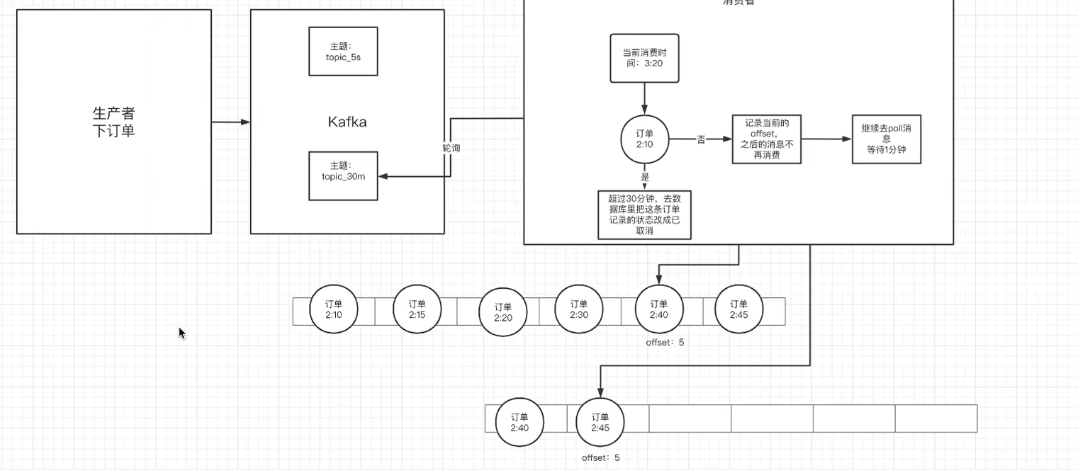 消费者
生产者
下订单
主题：
topic_5s
Kafka
主题：
topic_30m
轮询
当前消费时
间：3:20
订单
2:10
否
是
记录当前的
offset，
之后的消息不
再消费
继续去poll消
息
等待1分钟
超过30分钟，去数
据库里把这条订单
记录的状态改成已
取消
订单
2:10
订单
2:15
订单
2:20
订单
2:30
订单
2:40
订单
2:45
offset：5
订单
2:40
订单
2:45
offset：5